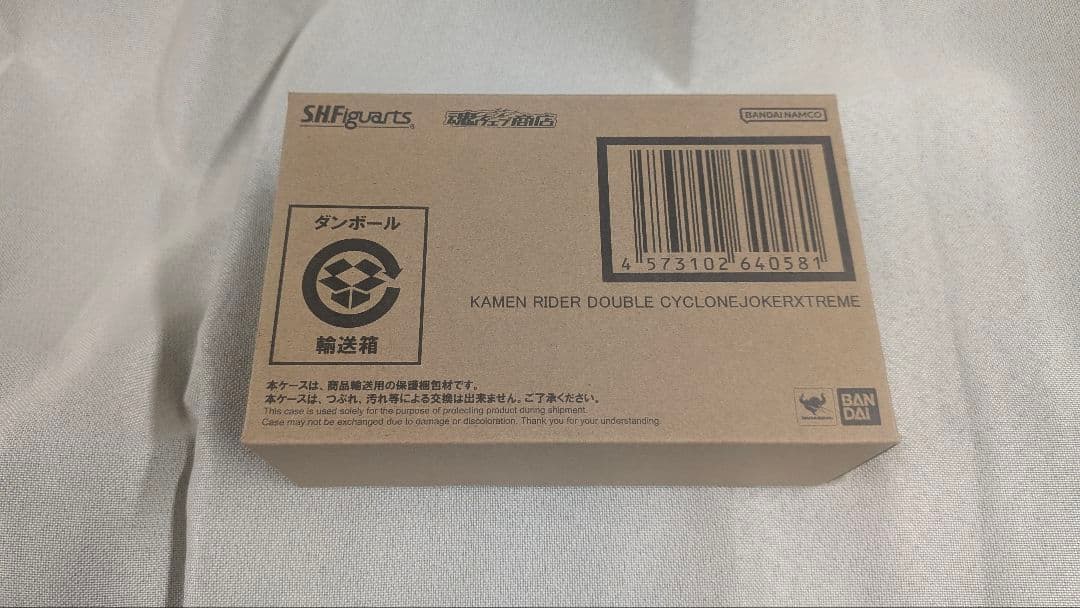 S.H.Figuarts
魂ウェブ商店
BANDAI NAMCO
ダンボール
輸送箱
4 573102 640581
KAMEN RIDER DOUBLE CYCLONEJOKERXTREME
本ケースは、商品輸送用の保護梱包材です。
本ケースは、つぶれ、汚れ等による交換は出来ません。ご了承ください。
This case is used solely for the purpose of protecting product during shipment.
Case may not be exchanged due to damage or discoloration. Thank you for your understanding.
BAN
DAI